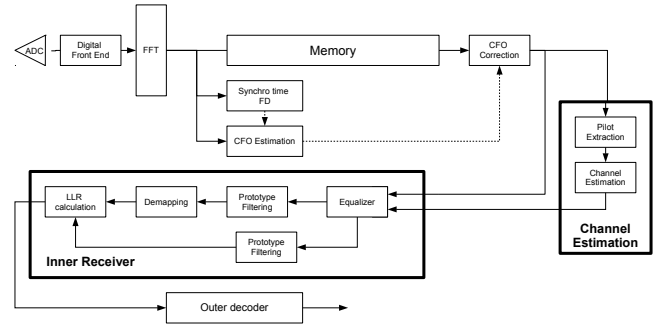 ADC
Digital
Front End
FFT
Memory
CFO
Correction
Synchro time
FD
CFO Estimation
Pilot
Extraction
Channel
Estimation
Channel
Estimation
LLR
calculation
Demapping
Prototype
Filtering
Equalizer
Prototype
Filtering
Inner Receiver
Outer decoder